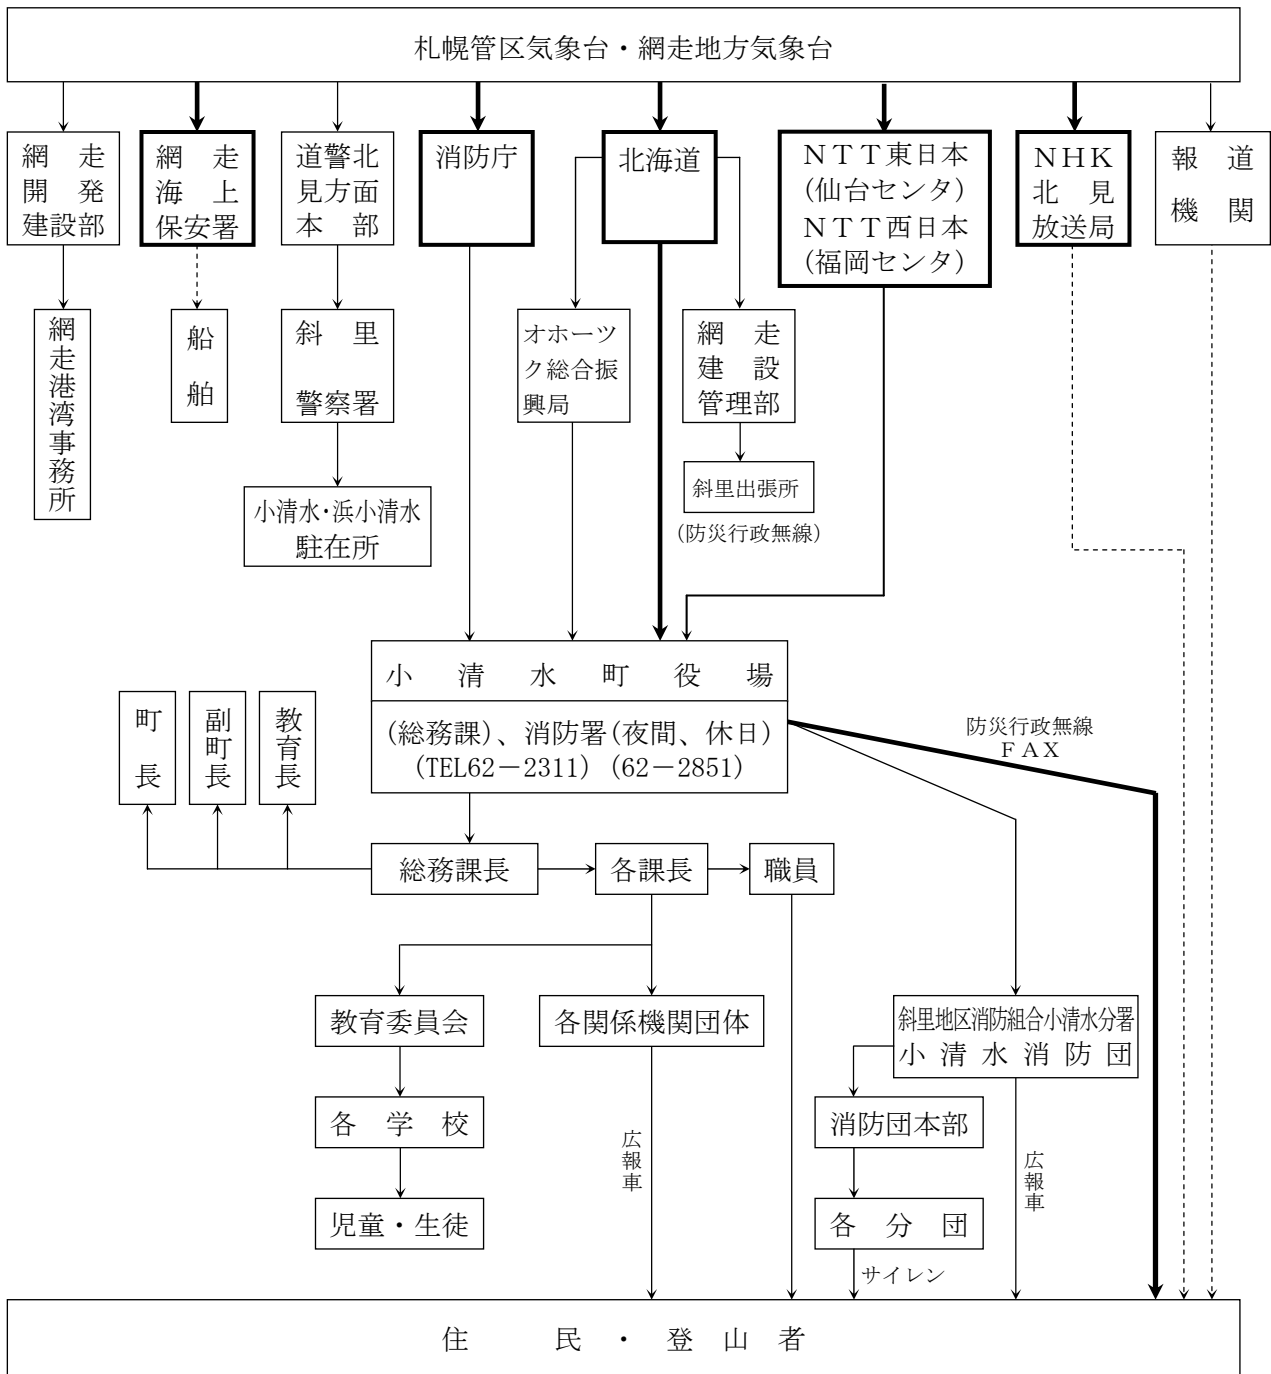 札幌管区気象台・網走地方気象台
網走
開発
建設部
網走
海上
保安署
道警北
見方面
本部
消防庁
北海道
ＮＴＴ東日本
(仙台センタ)
ＮＴＴ西日本
(福岡センタ)
ＮＨＫ
北見
放送局
報道
機関
網走港湾事務所
船舶
斜里
警察署
オホーツ
ク総合振
興局
網走
建設
管理部
小清水・浜小清水
駐在所
斜里出張所
(防災行政無線)
小清水町役場
(総務課)、消防署(夜間、休日)
(TEL62－2311) (62－2851)
町長
副町長
教育長
防災行政無線
ＦＡＸ
総務課長
各課長
職員
教育委員会
各関係機関団体
斜里地区消防組合小清水分署
小清水消防団
各学校
消防団本部
広報車
広報車
児童・生徒
各分団
サイレン
住民・登山者